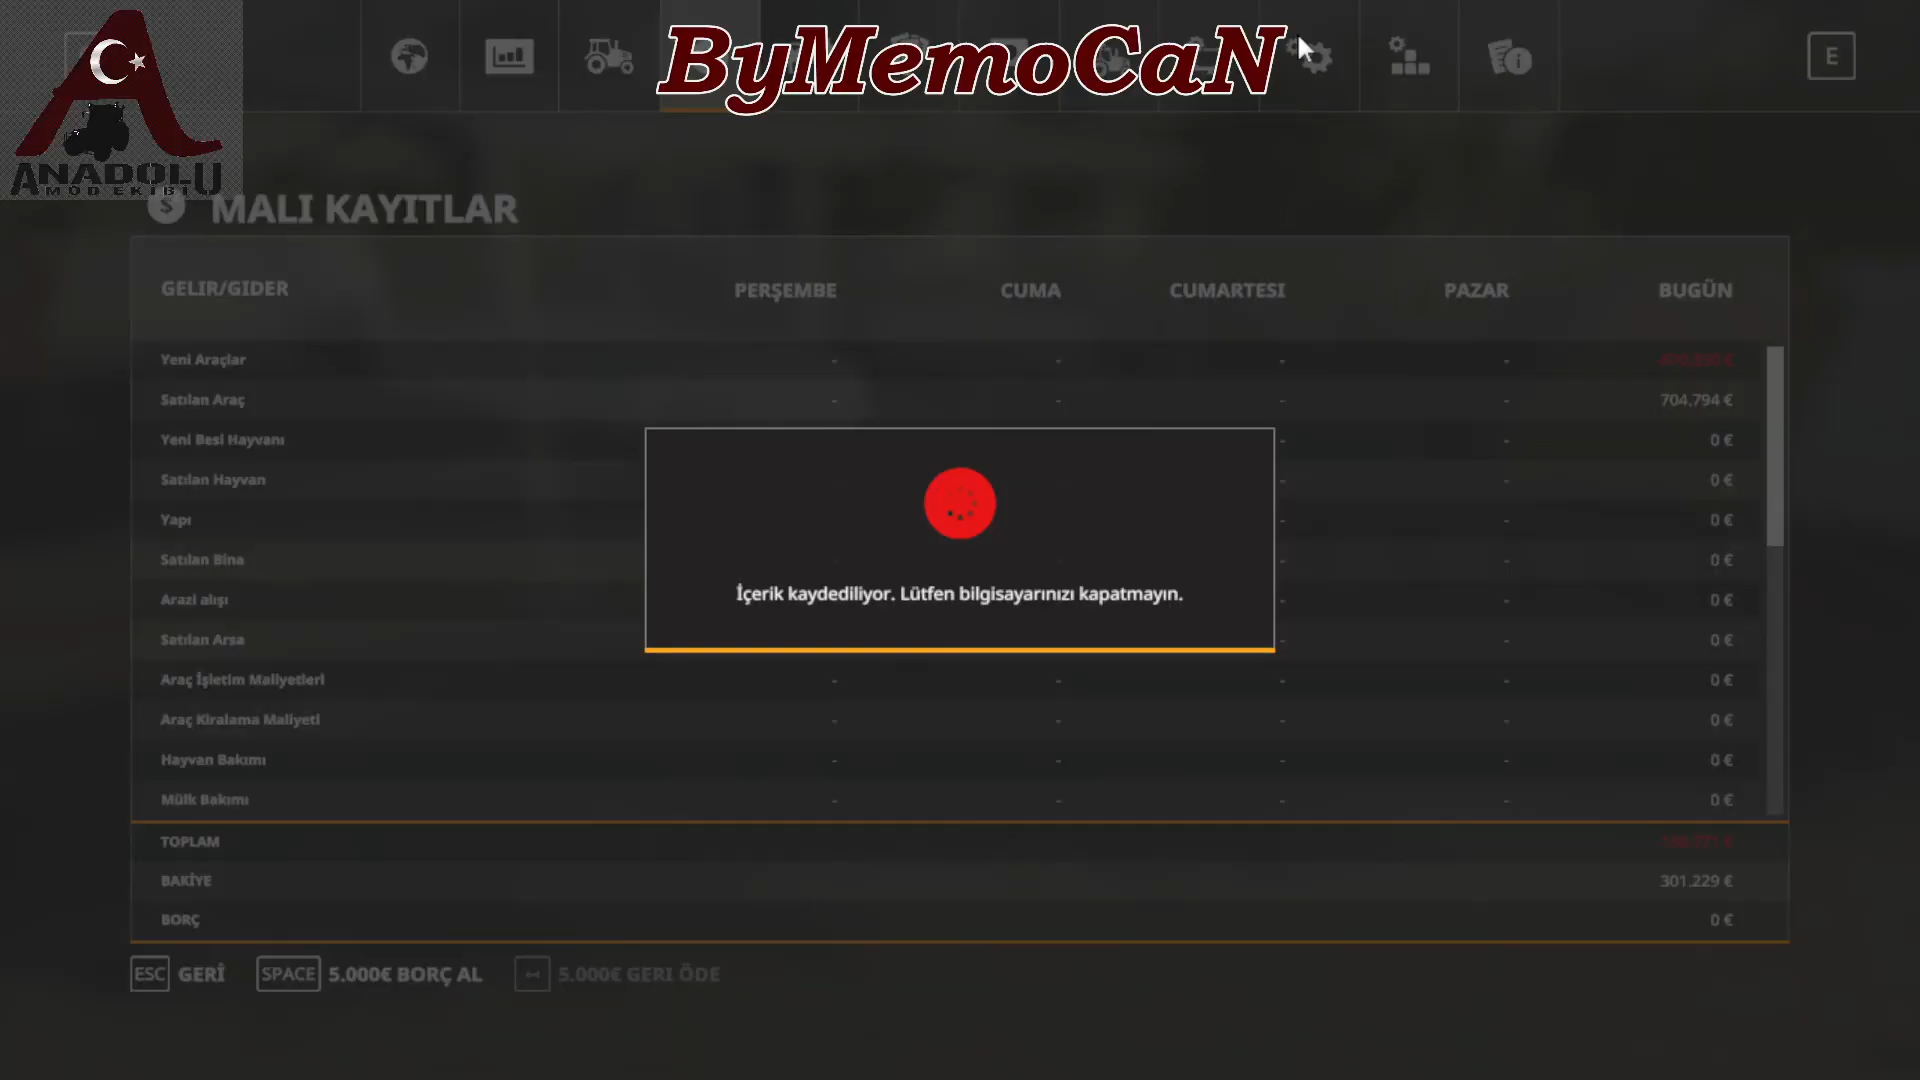 ByMemoCaN
E
ANADOLU
MOD EKIBI
$ MALI KAYITLAR
GELIR/GIDER PERŞEMBE CUMA CUMARTESI PAZAR BUGÜN
Yeni Araçlar - - - -
Satılan Araç - - - - 704.794 €
Yeni Besi Hayvanı - - 0 €
Satılan Hayvan - - 0 €
Yapı - - 0 €
Satılan Bina - - 0 €
Arazi alışı - - 0 €
Satılan Arsa - - 0 €
İçerik kaydediliyor. Lütfen bilgisayarınızı kapatmayın.
Araç İşletim Maliyetleri - - - - 0 €
Araç Kiralama Maliyeti - - - - 0 €
Hayvan Bakımı - - - - 0 €
Mülk Bakımı - - - - 0 €
TOPLAM
BAKİYE 301.229 €
BORÇ 0 €
ESC GERİ SPACE 5.000€ BORÇ AL 5.000€ GERI ÖDE